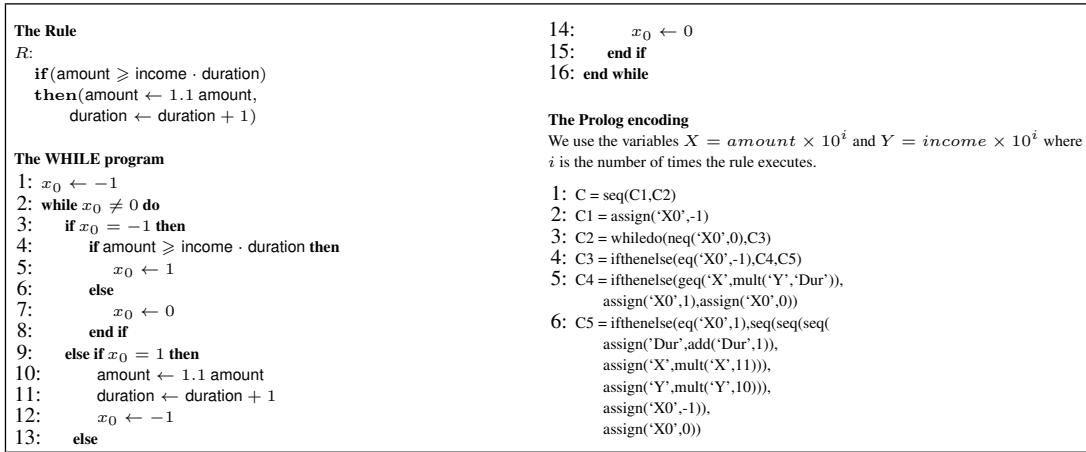 The Rule
R:
if(amount ⩾ income · duration)
then(amount ← 1.1 amount,
duration ← duration + 1)
The WHILE program
1: x₀ ← −1
2: while x₀ ≠ 0 do
3: if x₀ = −1 then
4: if amount ⩾ income · duration then
5: x₀ ← 1
6: else
7: x₀ ← 0
8: end if
9: else if x₀ = 1 then
10: amount ← 1.1 amount
11: duration ← duration + 1
12: x₀ ← −1
13: else
14: x₀ ← 0
15: end if
16: end while
The Prolog encoding
We use the variables X = amount × 10ⁱ and Y = income × 10ⁱ where
i is the number of times the rule executes.
1: C = seq(C1,C2)
2: C1 = assign(‘X0’,-1)
3: C2 = whiledo(neq(‘X0’,0),C3)
4: C3 = ifthenelse(eq(‘X0’,-1),C4,C5)
5: C4 = ifthenelse(geq(‘X’,mult(‘Y’,‘Dur’)),
assign(‘X0’,1),assign(‘X0’,0))
6: C5 = ifthenelse(eq(‘X0’,1),seq(seq(seq(
assign(’Dur’,add(‘Dur’,1)),
assign(‘X’,mult(‘X’,11))),
assign(‘Y’,mult(‘Y’,10))),
assign(‘X0’,-1)),
assign(‘X0’,0))